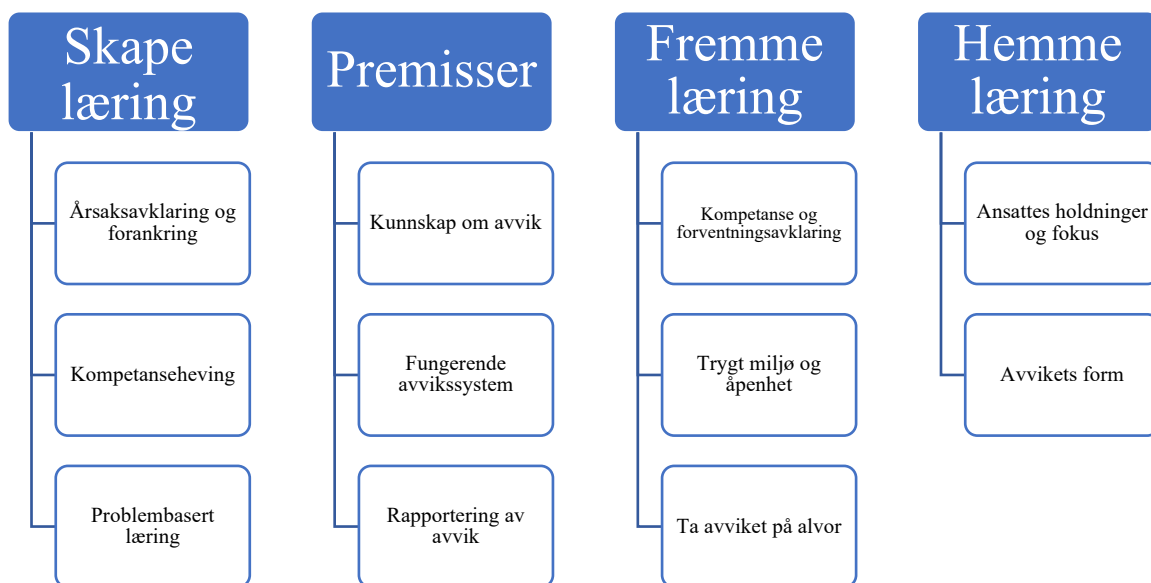 Skape
læring
Årsaksavklaring og
forankring
Kompetanseheving
Problembasert
læring
Premisser
Kunnskap om avvik
Fungerende
avvikssystem
Rapportering av
avvik
Fremme
læring
Kompetanse og
forventningsavklaring
Trygt miljø og
åpenhet
Ta avviket på alvor
Hemme
læring
Ansattes holdninger
og fokus
Avvikets form